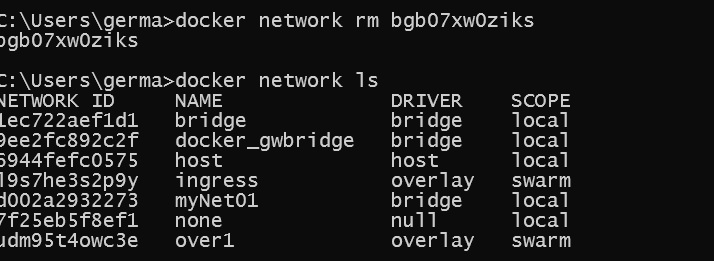 C:\Users\germa>docker network rm bgb07xw0ziks
bgb07xw0ziks
C:\Users\germa>docker network ls
NETWORK ID NAME DRIVER SCOPE
1ec722aef1d1 bridge bridge local
9ee2fc892c2f docker_gwbridge bridge local
6944fefc0575 host host local
l9s7he3s2p9y ingress overlay swarm
d002a2932273 myNet01 bridge local
7f25eb5f8ef1 none null local
udm95t4owc3e over1 overlay swarm